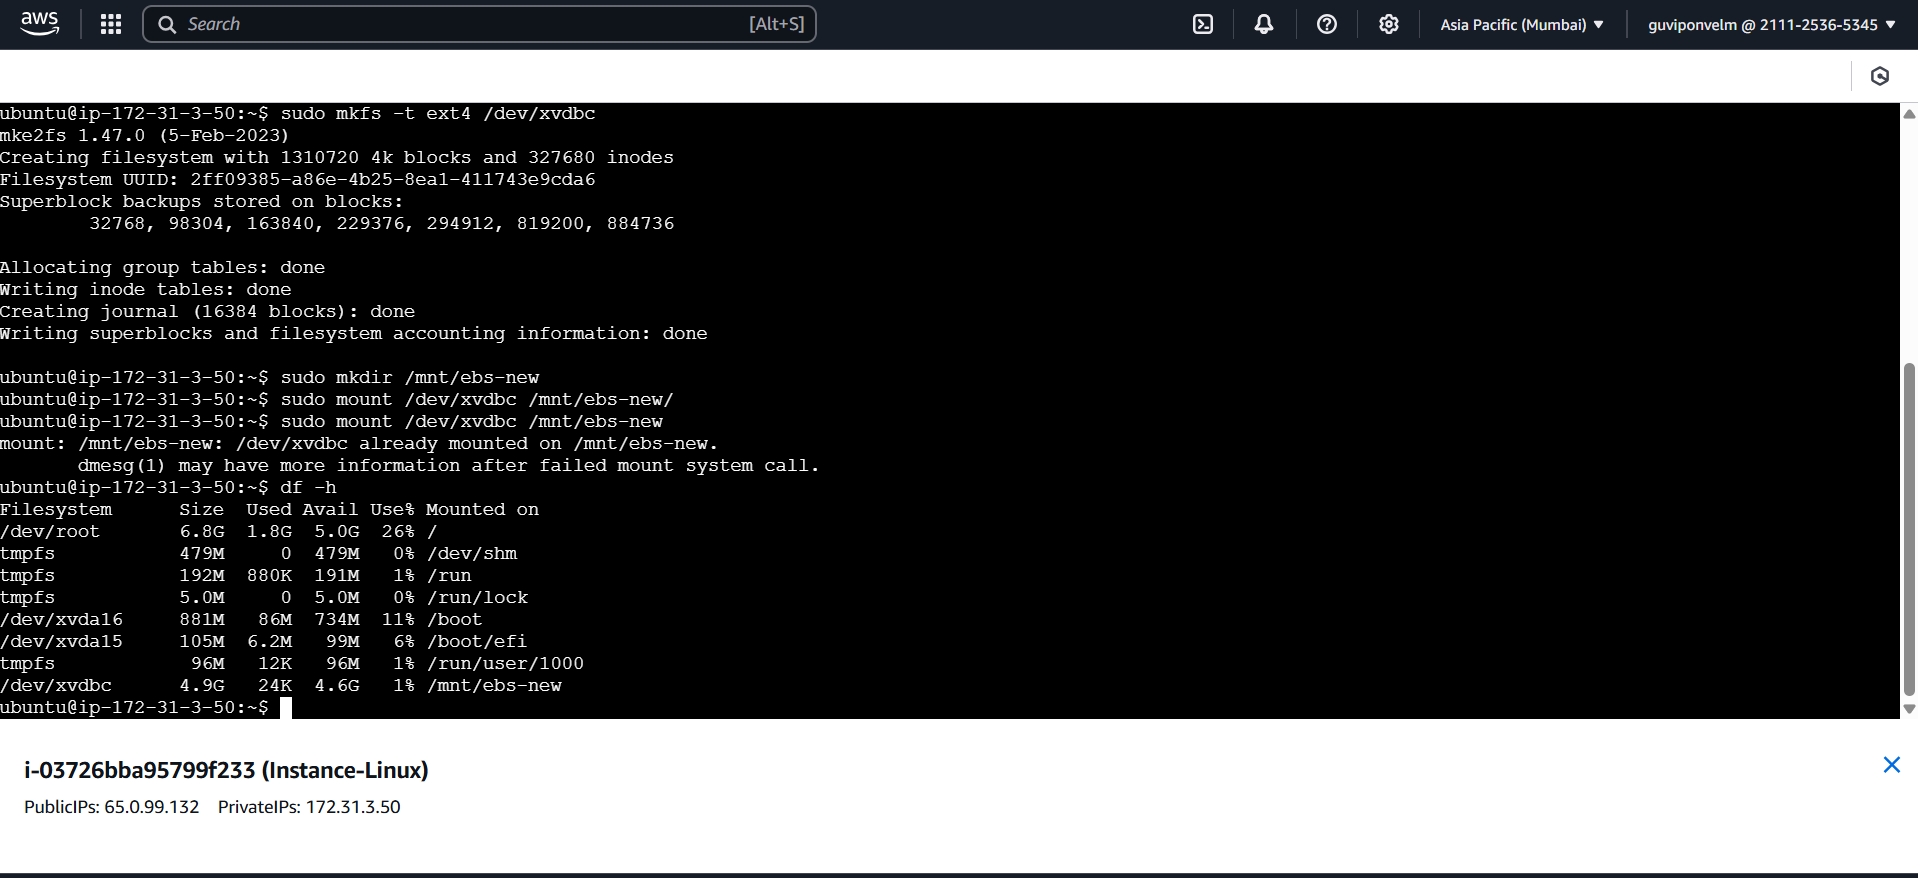 aws
Search [Alt+S]
Asia Pacific (Mumbai)
guviponvelm @ 2111-2536-5345
ubuntu@ip-172-31-3-50:~$ sudo mkfs -t ext4 /dev/xvdbc
mke2fs 1.47.0 (5-Feb-2023)
Creating filesystem with 1310720 4k blocks and 327680 inodes
Filesystem UUID: 2ff09385-a86e-4b25-8ea1-411743e9cda6
Superblock backups stored on blocks:
        32768, 98304, 163840, 229376, 294912, 819200, 884736
Allocating group tables: done
Writing inode tables: done
Creating journal (16384 blocks): done
Writing superblocks and filesystem accounting information: done
ubuntu@ip-172-31-3-50:~$ sudo mkdir /mnt/ebs-new
ubuntu@ip-172-31-3-50:~$ sudo mount /dev/xvdbc /mnt/ebs-new/
ubuntu@ip-172-31-3-50:~$ sudo mount /dev/xvdbc /mnt/ebs-new
mount: /mnt/ebs-new: /dev/xvdbc already mounted on /mnt/ebs-new.
       dmesg(1) may have more information after failed mount system call.
ubuntu@ip-172-31-3-50:~$ df -h
Filesystem      Size  Used Avail Use% Mounted on
/dev/root       6.8G  1.8G  5.0G  26% /
tmpfs           479M     0  479M   0% /dev/shm
tmpfs           192M  880K  191M   1% /run
tmpfs           5.0M     0  5.0M   0% /run/lock
/dev/xvda16     881M   86M  734M  11% /boot
/dev/xvda15     105M  6.2M   99M   6% /boot/efi
tmpfs            96M   12K   96M   1% /run/user/1000
/dev/xvdbc      4.9G   24K  4.6G   1% /mnt/ebs-new
ubuntu@ip-172-31-3-50:~$
i-03726bba95799f233 (Instance-Linux)
PublicIPs: 65.0.99.132 PrivateIPs: 172.31.3.50